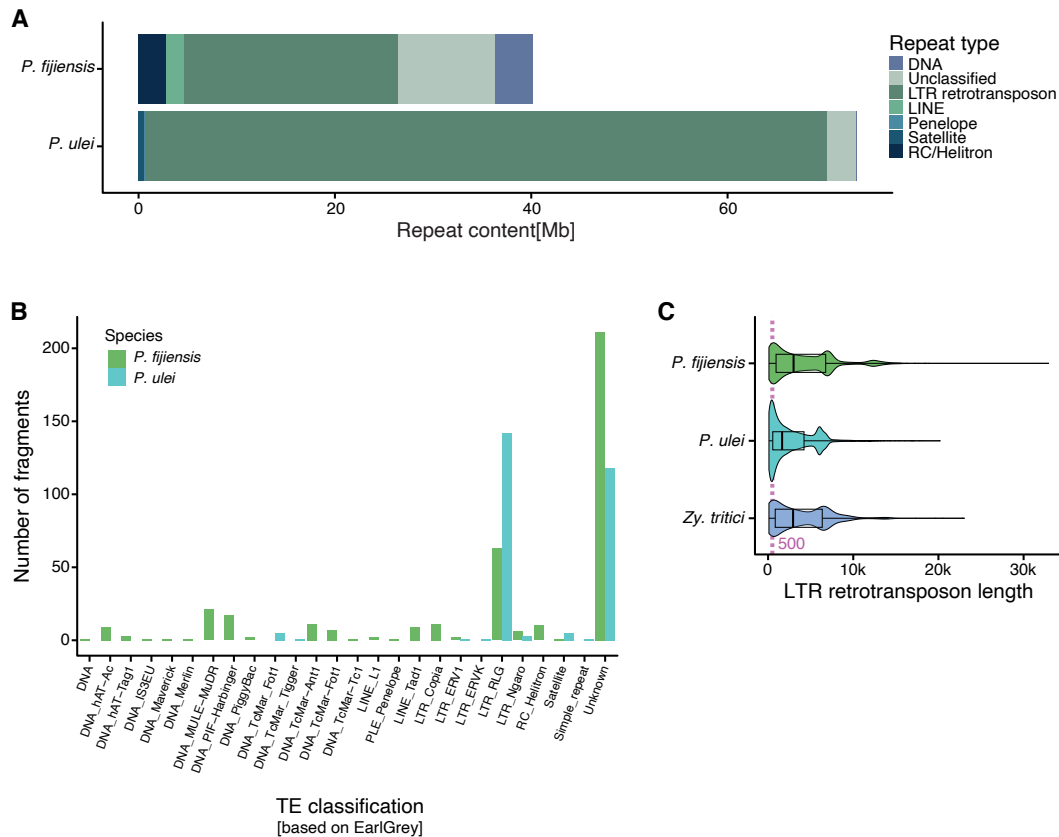 A
P. fijiensis
P. ulei
0
20
40
60
Repeat content[Mb]
Repeat type
DNA
Unclassified
LTR retrotransposon
LINE
Penelope
Satellite
RC/Helitron
B
Species
P. fijiensis
P. ulei
Number of fragments
200
150
100
50
0
DNA
DNA_hAT-Ac
DNA_hAT-Tag1
DNA_IS3EU
DNA_Maverick
DNA_Merlin
DNA_MULE-MuDR
DNA_PIF-Harbinger
DNA_PiggyBac
DNA_TcMar_Fot1
DNA_TcMar_Tigger
DNA_TcMar-Ant1
DNA_TcMar-Fot1
DNA_TcMar-Tc1
LINE_L1
PLE_Penelope
LINE_Tad1
LTR_Copia
LTR_ERV1
LTR_ERVK
LTR_RLG
LTR_Ngaro
RC_Helitron
Satellite
Simple_repeat
Unknown
TE classification
[based on EarlGrey]
C
P. fijiensis
P. ulei
Zy. tritici
500
0
10k
20k
30k
LTR retrotransposon length